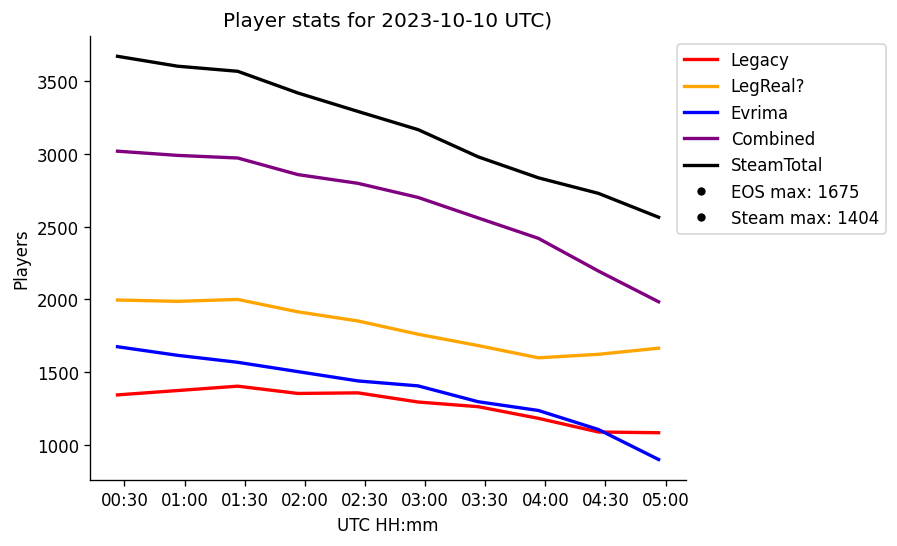 Player stats for 2023-10-10 UTC)
Legacy
LegReal?
Evrima
Combined
SteamTotal
EOS max: 1675
Steam max: 1404
Players
3500
3000
2500
2000
1500
1000
00:30 01:00 01:30 02:00 02:30 03:00 03:30 04:00 04:30 05:00
UTC HH:mm